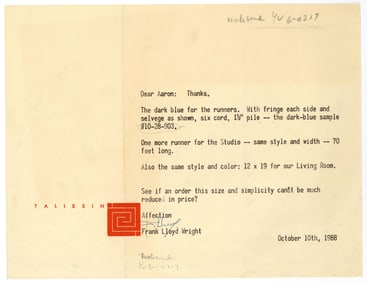 YU 6-0217
Dear Aaron: Thanks,
The dark blue for the runners. With fringe each side and
selvege as shown, six cord, 1½" pile -- the dark-blue sample
#10-28-903.
One more runner for the Studio -- same style and width -- 70
feet long.
Also the same style and color: 12 x 19 for our Living Room.
See if an order this size and simplicity can't be much
reduced in price?
TALIESIN
Affection
Frank Lloyd Wright
October 10th, 1958